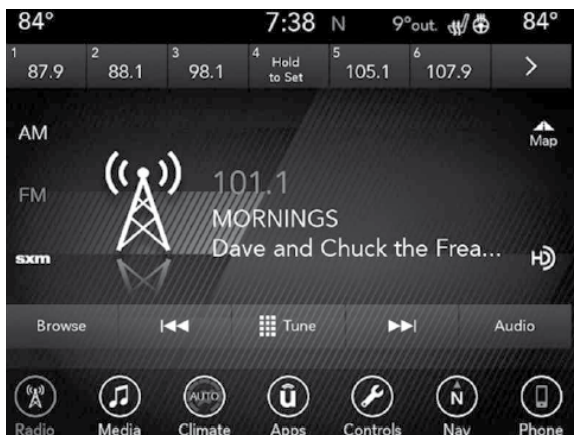 84° 7:38 N 9°out. 84°
1 87.9 2 88.1 3 98.1 4 Hold to Set 5 105.1 6 107.9 >
AM
Map
FM
101.1
MORNINGS
Dave and Chuck the Frea...
sxm
HD
Browse Tune Audio
AUTO
û
N
Radio Media Climate Apps Controls Nav Phone